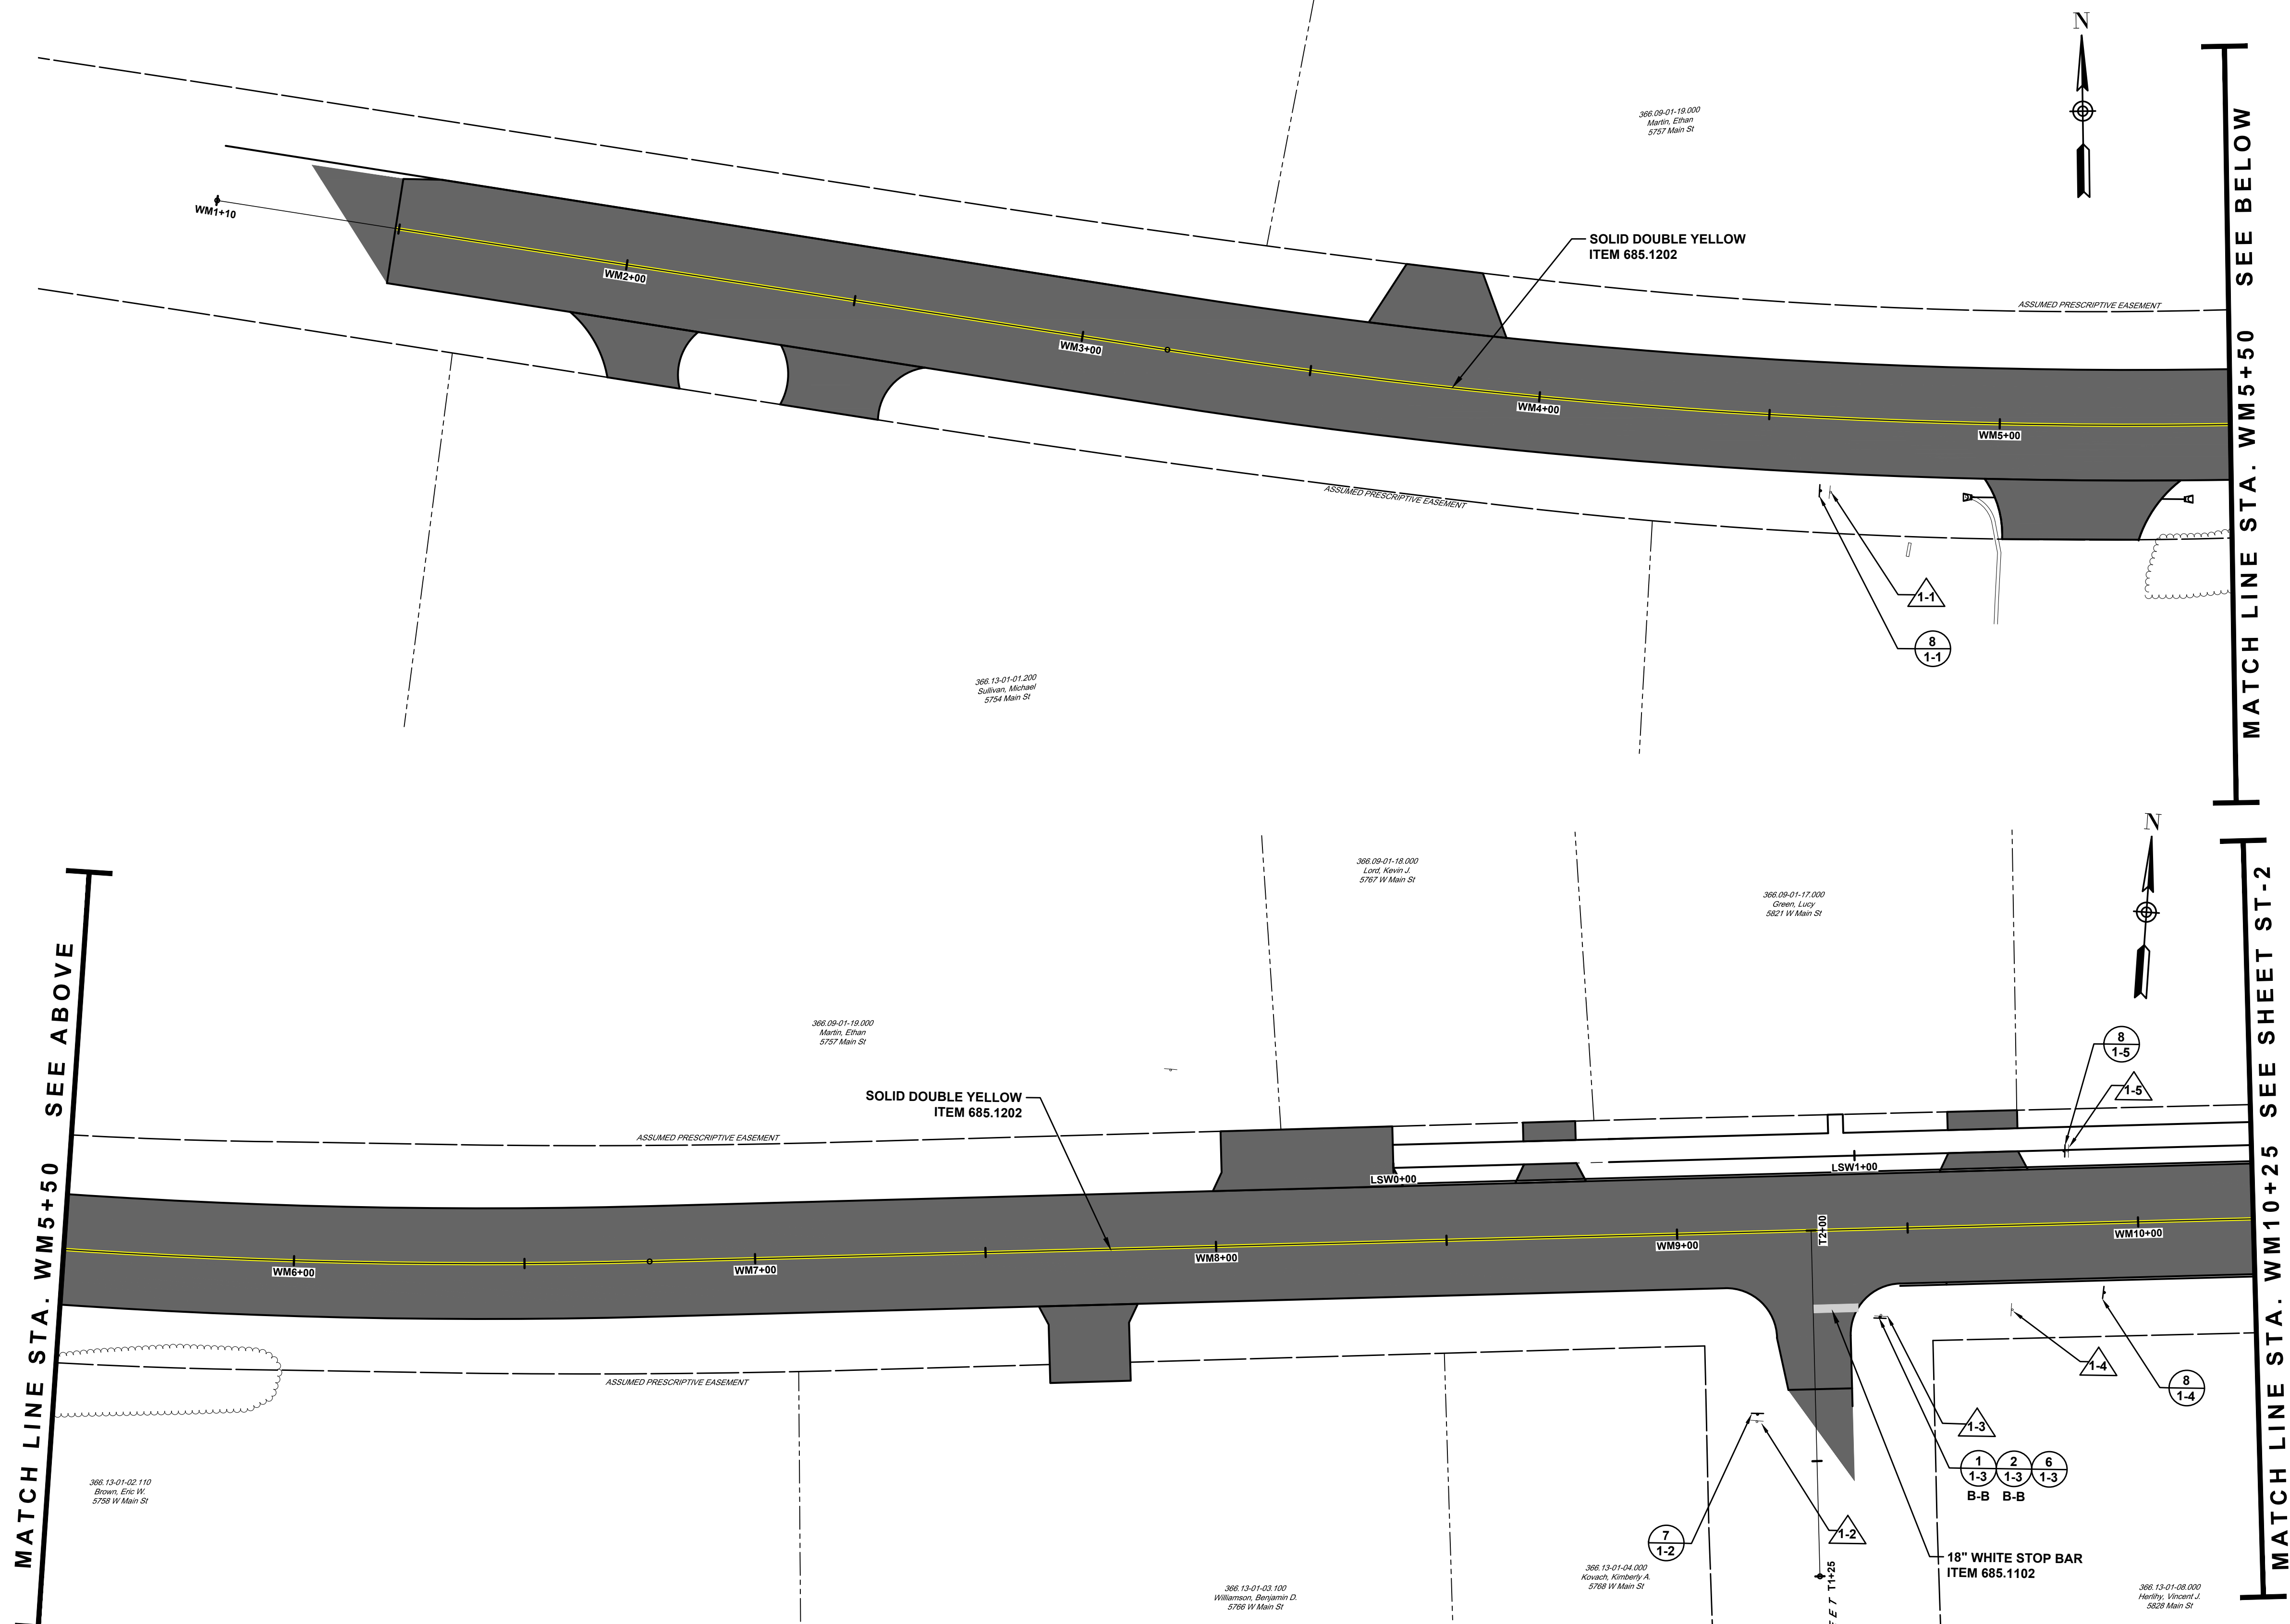 N
366.09-01-19.000
Martin, Ethan
5757 Main St
WM1+10
SOLID DOUBLE YELLOW
ITEM 685.1202
WM2+00
ASSUMED PRESCRIPTIVE EASEMENT
WM3+00
WM4+00
WM5+00
ASSUMED PRESCRIPTIVE EASEMENT
1-1
8
1-1
366.13-01-01.200
Sullivan, Michael
5754 Main St
MATCH LINE STA. WM5+50 SEE BELOW
N
MATCH LINE STA. WM5+50 SEE ABOVE
366.09-01-18.000
Lord, Kevin J.
5767 W Main St
366.09-01-17.000
Green, Lucy
5821 W Main St
366.09-01-19.000
Martin, Ethan
5757 Main St
8
1-5
1-5
SOLID DOUBLE YELLOW
ITEM 685.1202
ASSUMED PRESCRIPTIVE EASEMENT
LSW0+00
LSW1+00
T2+00
WM6+00
WM7+00
WM8+00
WM9+00
WM10+00
ASSUMED PRESCRIPTIVE EASEMENT
1-4
8
1-4
1-3
1
1-3
2
1-3
6
1-3
B-B B-B
366.13-01-02.110
Brown, Eric W.
5758 W Main St
7
1-2
1-2
18" WHITE STOP BAR
ITEM 685.1102
366.13-01-03.100
Williamson, Benjamin D.
5766 W Main St
366.13-01-04.000
Kovach, Kimberly A.
5768 W Main St
E E T T1+25
366.13-01-08.000
Herlihy, Vincent J.
5828 Main St
MATCH LINE STA. WM10+25 SEE SHEET ST-2